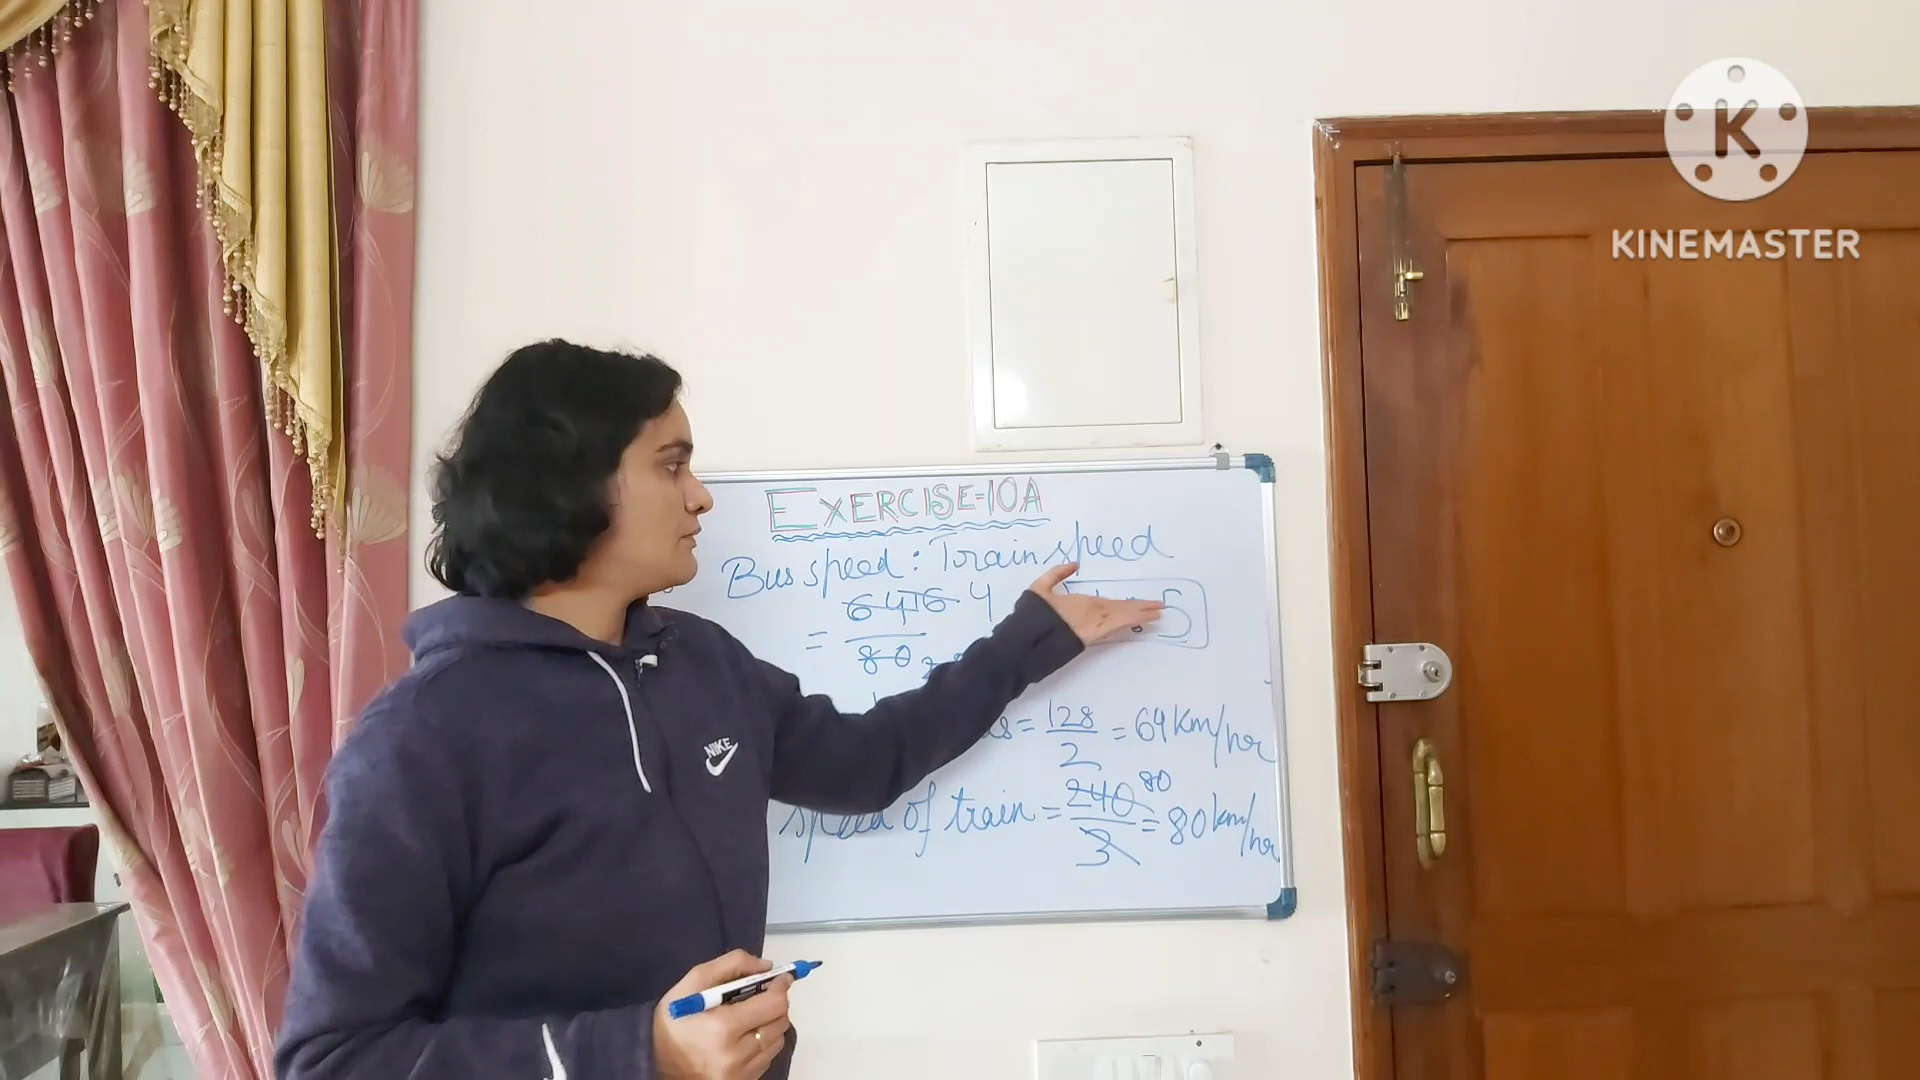 K
KINEMASTER
EXERCISE-10A
Bus speed : Train speed
= 64 16 4
80
5
= 128 / 2 = 64 Km/hr
speed of train = 240 80 / 3 = 80 km/hr
NIKE